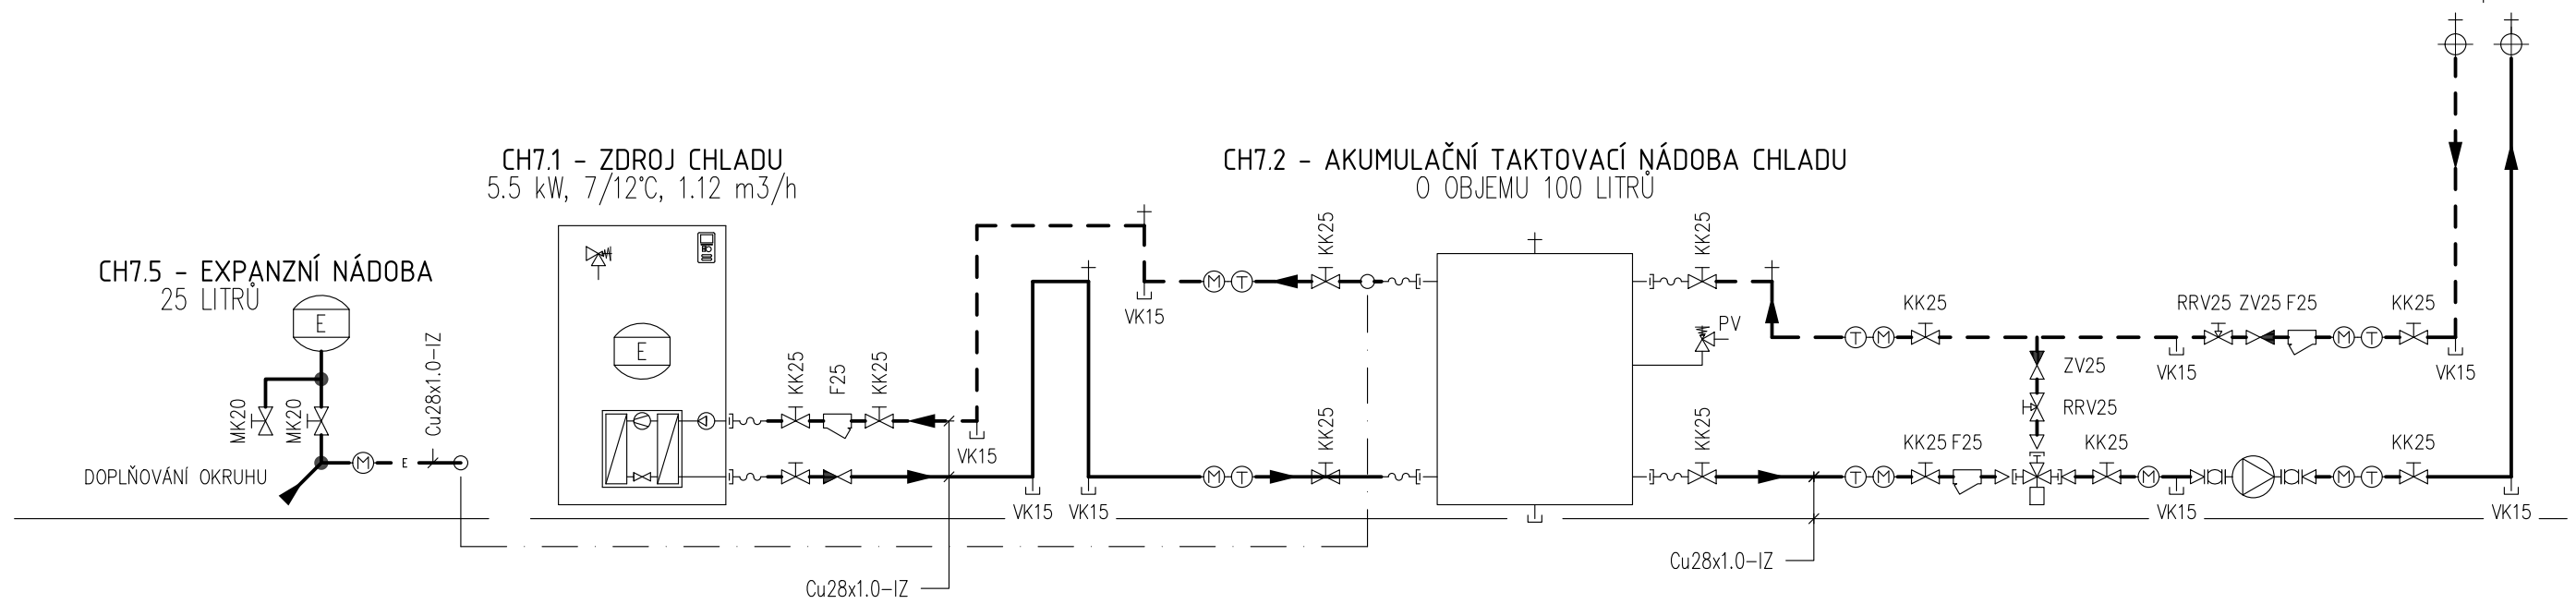 CH7.1 - ZDROJ CHLADU
5.5 kW, 7/12°C, 1.12 m3/h
CH7.2 - AKUMULAČNÍ TAKTOVACÍ NÁDOBA CHLADU
O OBJEMU 100 LITRŮ
CH7.5 - EXPANZNÍ NÁDOBA
25 LITRŮ
E
MK20
MK20
DOPLŇOVÁNÍ OKRUHU
M
E
Cu28x1.0-IZ
E
KK25
F25
KK25
VK15
VK15
VK15
Cu28x1.0-IZ
VK15
M
T
KK25
M
T
KK25
KK25
PV
KK25
T
M
KK25
VK15
RRV25
ZV25
F25
M
T
KK25
VK15
ZV25
RRV25
T
M
KK25
F25
KK25
M
VK15
M
T
KK25
VK15
Cu28x1.0-IZ